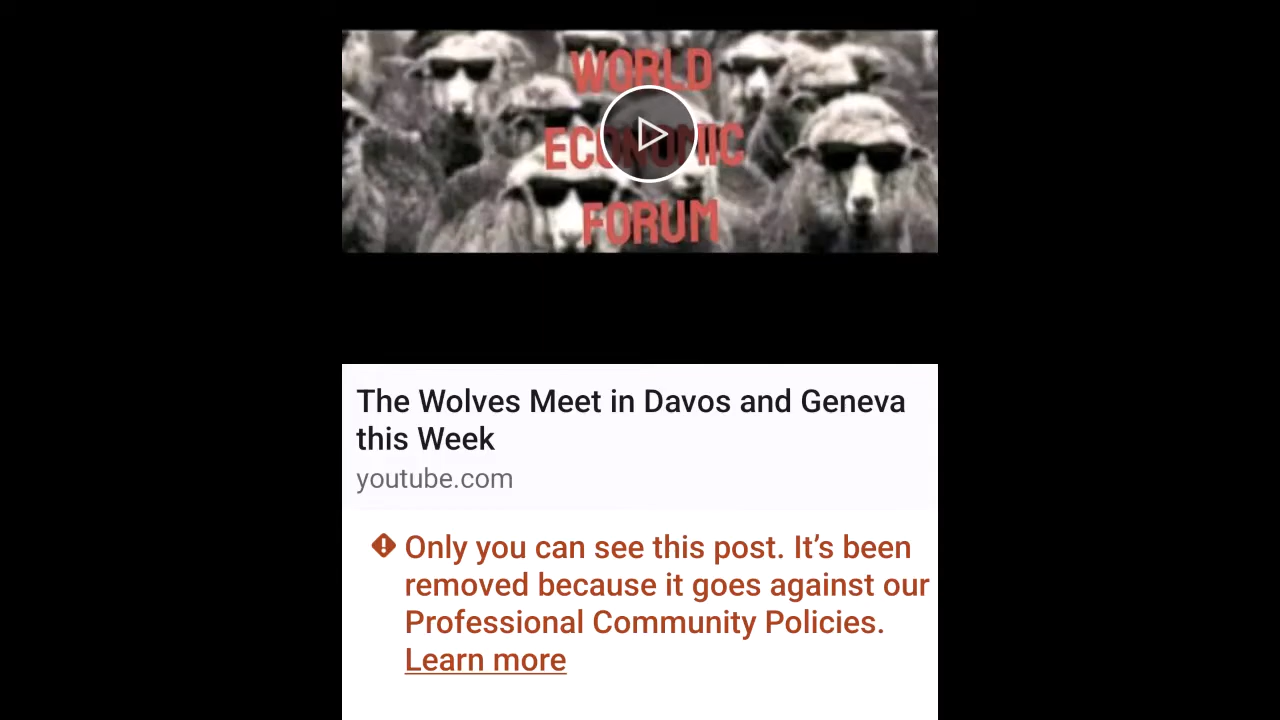 WORLD
ECONOMIC
FORUM
The Wolves Meet in Davos and Geneva
this Week
youtube.com
Only you can see this post. It’s been
removed because it goes against our
Professional Community Policies.
Learn more